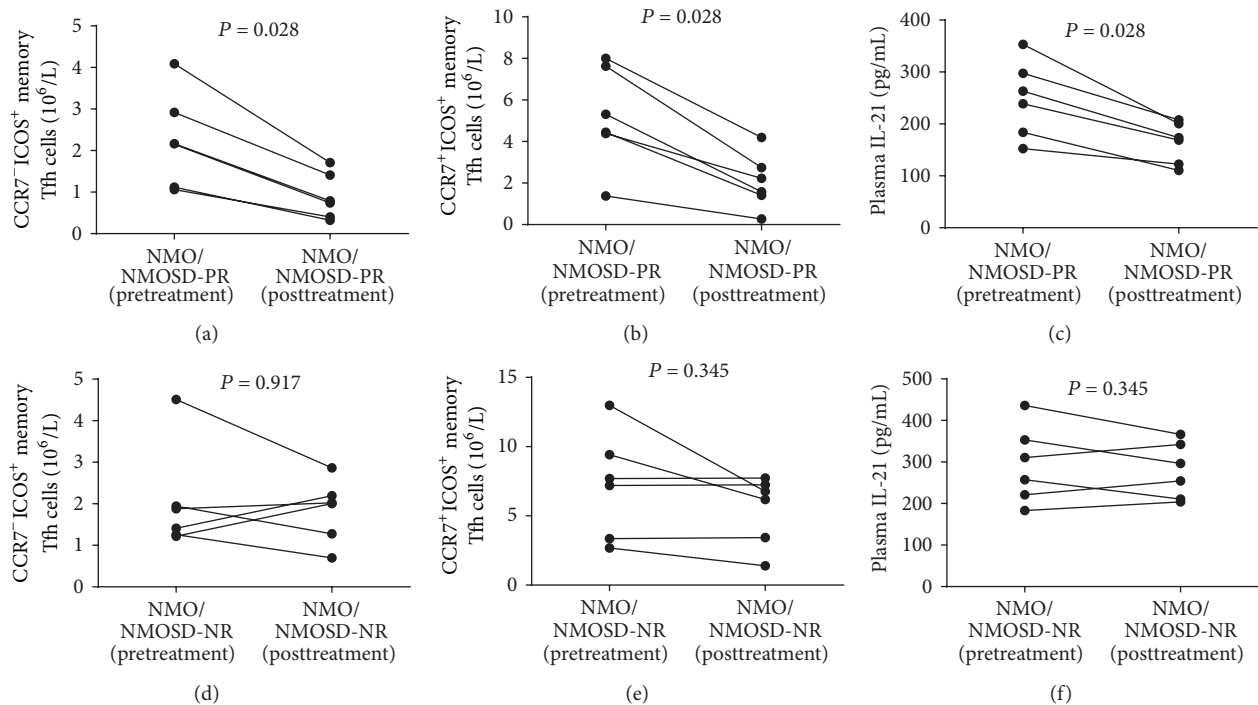 CCR7⁻ICOS⁺ memory
Tfh cells (10⁶/L)
5
4
3
2
1
0
P = 0.028
NMO/
NMOSD-PR
(pretreatment)
NMO/
NMOSD-PR
(posttreatment)
(a)
CCR7⁺ICOS⁺ memory
Tfh cells (10⁶/L)
10
8
6
4
2
0
P = 0.028
NMO/
NMOSD-PR
(pretreatment)
NMO/
NMOSD-PR
(posttreatment)
(b)
Plasma IL-21 (pg/mL)
400
300
200
100
0
P = 0.028
NMO/
NMOSD-PR
(pretreatment)
NMO/
NMOSD-PR
(posttreatment)
(c)
CCR7⁻ICOS⁺ memory
Tfh cells (10⁶/L)
5
4
3
2
1
0
P = 0.917
NMO/
NMOSD-NR
(pretreatment)
NMO/
NMOSD-NR
(posttreatment)
(d)
CCR7⁺ICOS⁺ memory
Tfh cells (10⁶/L)
15
10
5
0
P = 0.345
NMO/
NMOSD-NR
(pretreatment)
NMO/
NMOSD-NR
(posttreatment)
(e)
Plasma IL-21 (pg/mL)
500
400
300
200
100
0
P = 0.345
NMO/
NMOSD-NR
(pretreatment)
NMO/
NMOSD-NR
(posttreatment)
(f)